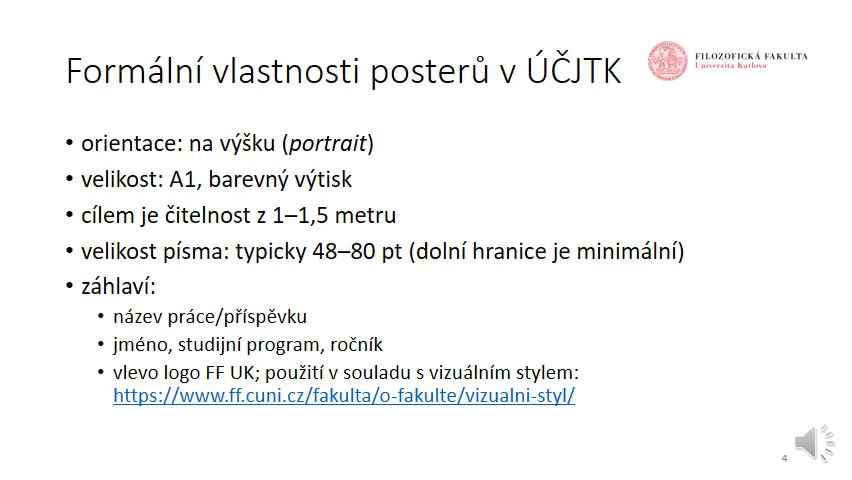 Formální vlastnosti posterů v ÚČJTK
FILOZOFICKÁ FAKULTA
Univerzita Karlova
• orientace: na výšku (portrait)
• velikost: A1, barevný výtisk
• cílem je čitelnost z 1–1,5 metru
• velikost písma: typicky 48–80 pt (dolní hranice je minimální)
• záhlaví:
• název práce/příspěvku
• jméno, studijní program, ročník
• vlevo logo FF UK; použití v souladu s vizuálním stylem:
https://www.ff.cuni.cz/fakulta/o-fakulte/vizualni-styl/
4